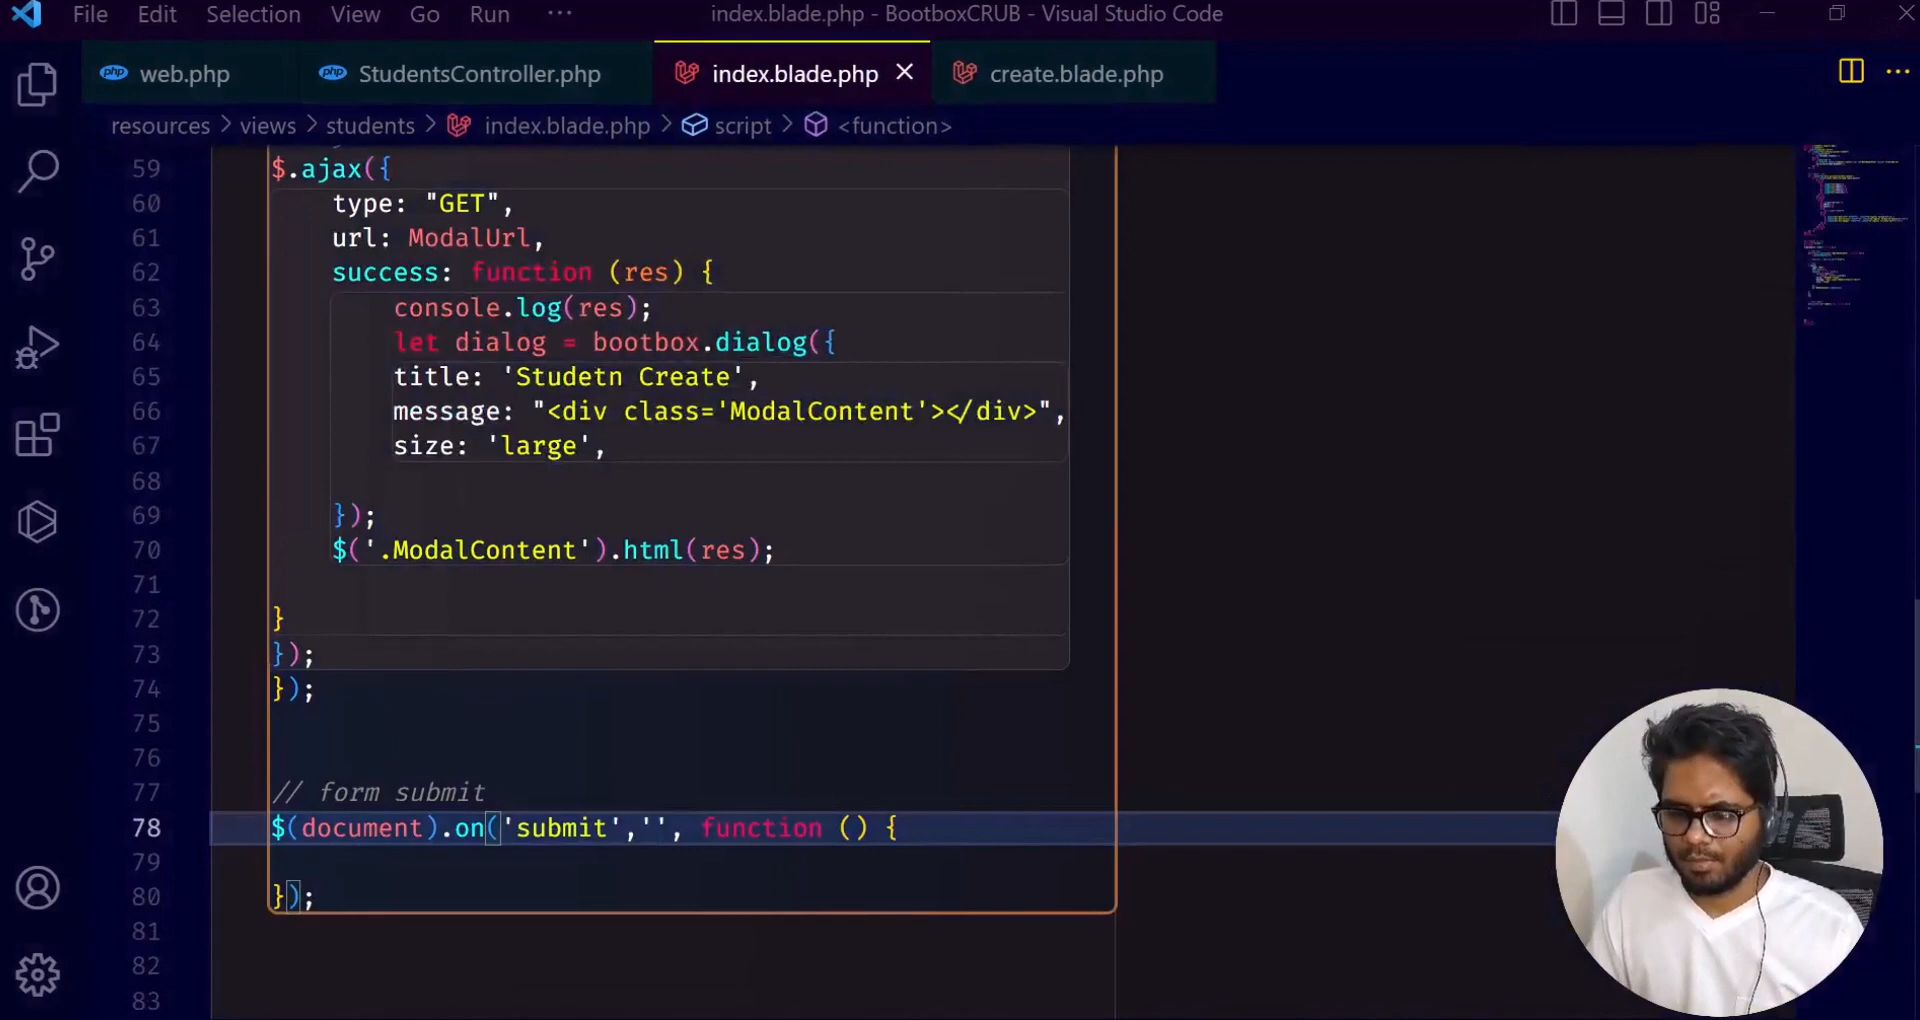 File Edit Selection View Go Run ··· index.blade.php - BootboxCRUB - Visual Studio Code
php web.php php StudentsController.php index.blade.php create.blade.php
resources > views > students > index.blade.php > script > <function>
59 $.ajax({
60 type: "GET",
61 url: ModalUrl,
62 success: function (res) {
63 console.log(res);
64 let dialog = bootbox.dialog({
65 title: 'Studetn Create',
66 message: "<div class='ModalContent'></div>",
67 size: 'large',
68
69 });
70 $('.ModalContent').html(res);
71
72 }
73 });
74 });
75
76
77 // form submit
78 $(document).on('submit','', function () {
79
80 });
81
82
83